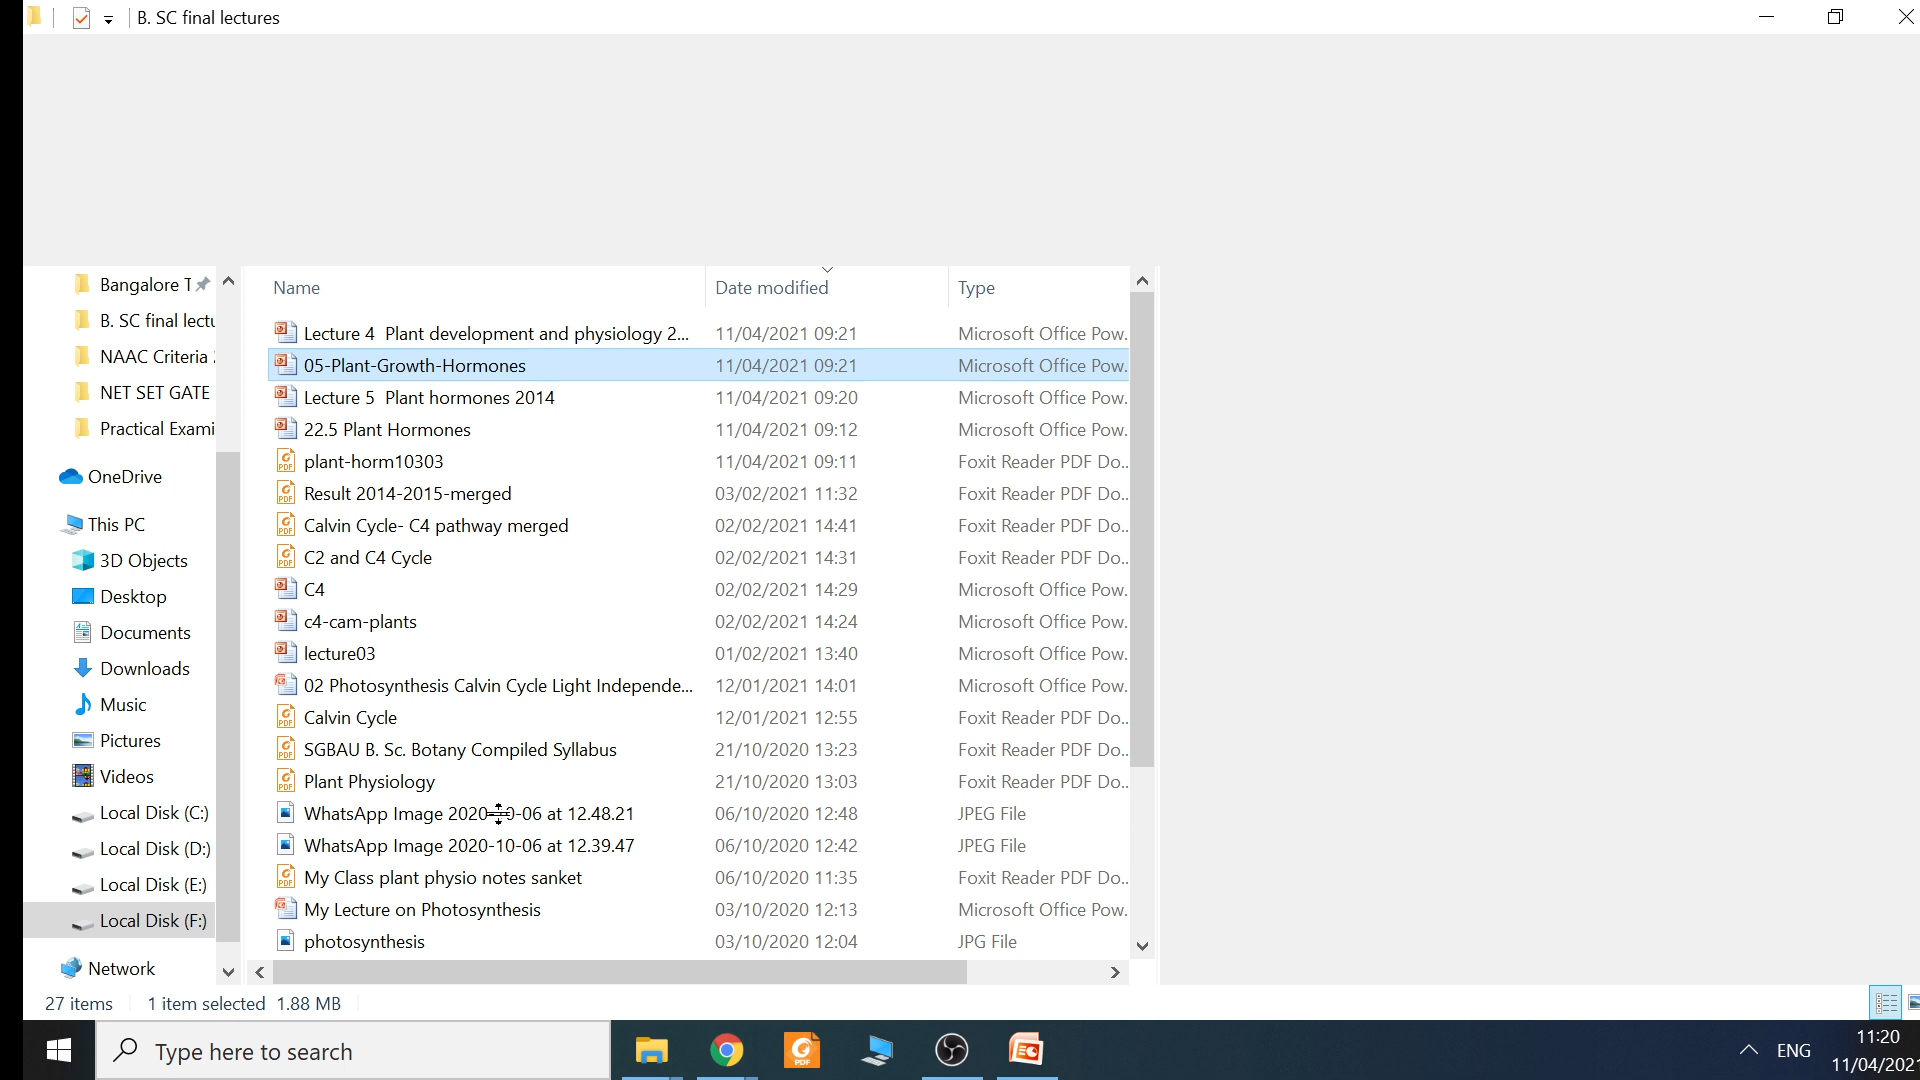 B. SC final lectures
Name Date modified Type
Bangalore T
B. SC final lectu
NAAC Criteria
NET SET GATE
Practical Exami
OneDrive
This PC
3D Objects
Desktop
Documents
Downloads
Music
Pictures
Videos
Local Disk (C:)
Local Disk (D:)
Local Disk (E:)
Local Disk (F:)
Network
Lecture 4 Plant development and physiology 2... 11/04/2021 09:21 Microsoft Office Pow.
05-Plant-Growth-Hormones 11/04/2021 09:21 Microsoft Office Pow.
Lecture 5 Plant hormones 2014 11/04/2021 09:20 Microsoft Office Pow.
22.5 Plant Hormones 11/04/2021 09:12 Microsoft Office Pow.
plant-horm10303 11/04/2021 09:11 Foxit Reader PDF Do..
Result 2014-2015-merged 03/02/2021 11:32 Foxit Reader PDF Do..
Calvin Cycle- C4 pathway merged 02/02/2021 14:41 Foxit Reader PDF Do..
C2 and C4 Cycle 02/02/2021 14:31 Foxit Reader PDF Do..
C4 02/02/2021 14:29 Microsoft Office Pow.
c4-cam-plants 02/02/2021 14:24 Microsoft Office Pow.
lecture03 01/02/2021 13:40 Microsoft Office Pow.
02 Photosynthesis Calvin Cycle Light Independe... 12/01/2021 14:01 Microsoft Office Pow.
Calvin Cycle 12/01/2021 12:55 Foxit Reader PDF Do..
SGBAU B. Sc. Botany Compiled Syllabus 21/10/2020 13:23 Foxit Reader PDF Do..
Plant Physiology 21/10/2020 13:03 Foxit Reader PDF Do..
WhatsApp Image 2020-10-06 at 12.48.21 06/10/2020 12:48 JPEG File
WhatsApp Image 2020-10-06 at 12.39.47 06/10/2020 12:42 JPEG File
My Class plant physio notes sanket 06/10/2020 11:35 Foxit Reader PDF Do..
My Lecture on Photosynthesis 03/10/2020 12:13 Microsoft Office Pow.
photosynthesis 03/10/2020 12:04 JPG File
27 items 1 item selected 1.88 MB
Type here to search
ENG
11:20
11/04/202